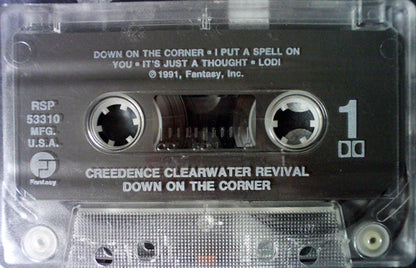 DOWN ON THE CORNER • I PUT A SPELL ON
YOU • IT'S JUST A THOUGHT • LODI
℗ 1991, Fantasy, Inc.
RSP
53310
MFG.
U.S.A.
1
Fantasy
CREEDENCE CLEARWATER REVIVAL
DOWN ON THE CORNER